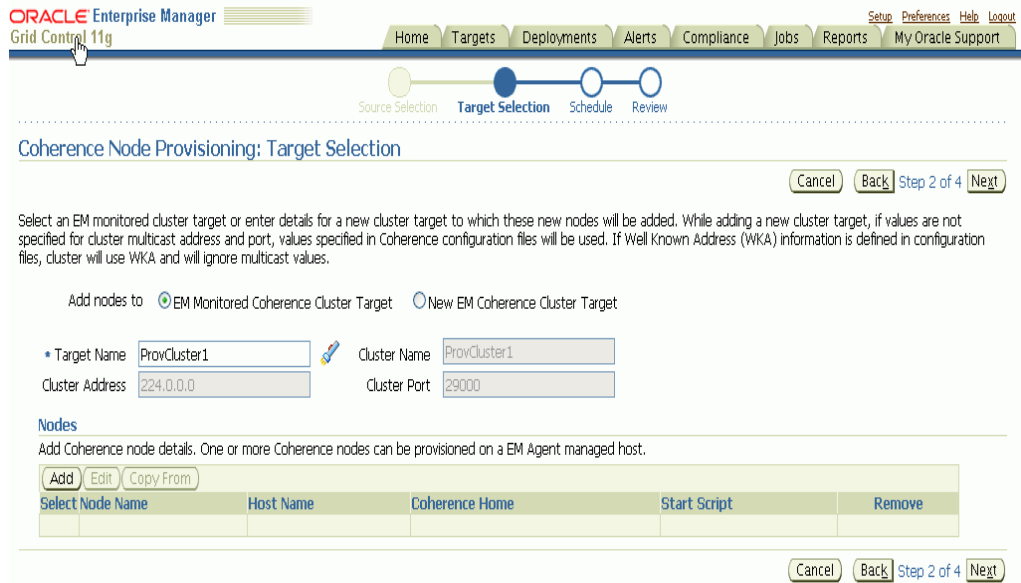 ORACLE Enterprise Manager
Grid Control 11g
Setup Preferences Help Logout
Home Targets Deployments Alerts Compliance Jobs Reports My Oracle Support
Source Selection Target Selection Schedule Review
Coherence Node Provisioning: Target Selection
Cancel Back Step 2 of 4 Next
Select an EM monitored cluster target or enter details for a new cluster target to which these new nodes will be added. While adding a new cluster target, if values are not
specified for cluster multicast address and port, values specified in Coherence configuration files will be used. If Well Known Address (WKA) information is defined in configuration
files, cluster will use WKA and will ignore multicast values.
Add nodes to EM Monitored Coherence Cluster Target New EM Coherence Cluster Target
* Target Name ProvCluster1 Cluster Name ProvCluster1
Cluster Address 224.0.0.0 Cluster Port 29000
Nodes
Add Coherence node details. One or more Coherence nodes can be provisioned on a EM Agent managed host.
Add Edit Copy From
Select Node Name Host Name Coherence Home Start Script Remove
Cancel Back Step 2 of 4 Next